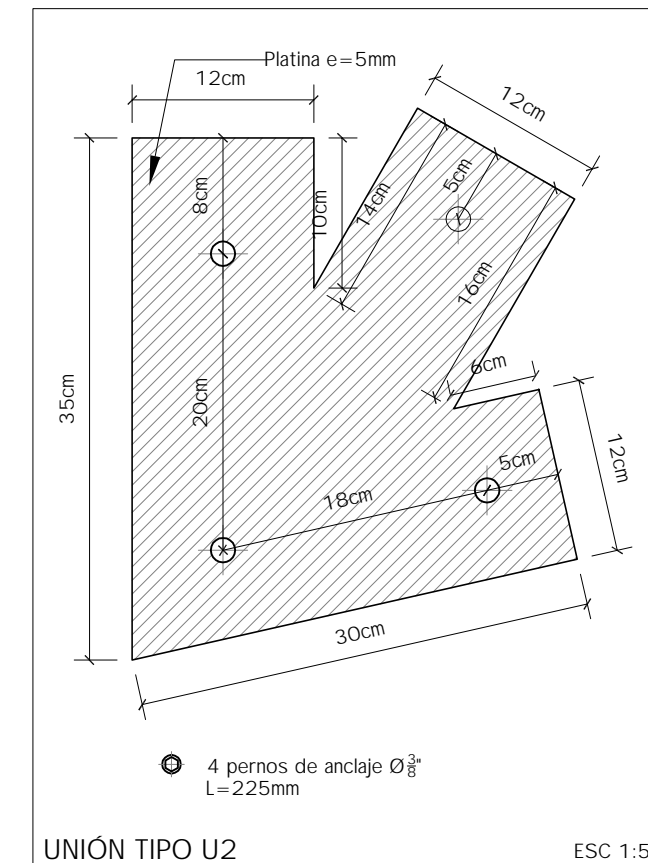 Platina e=5mm
12cm
12cm
8cm
10cm
14cm
5cm
16cm
35cm
20cm
6cm
12cm
5cm
18cm
30cm
4 pernos de anclaje Ø3/8"
L=225mm
UNIÓN TIPO U2
ESC 1:5